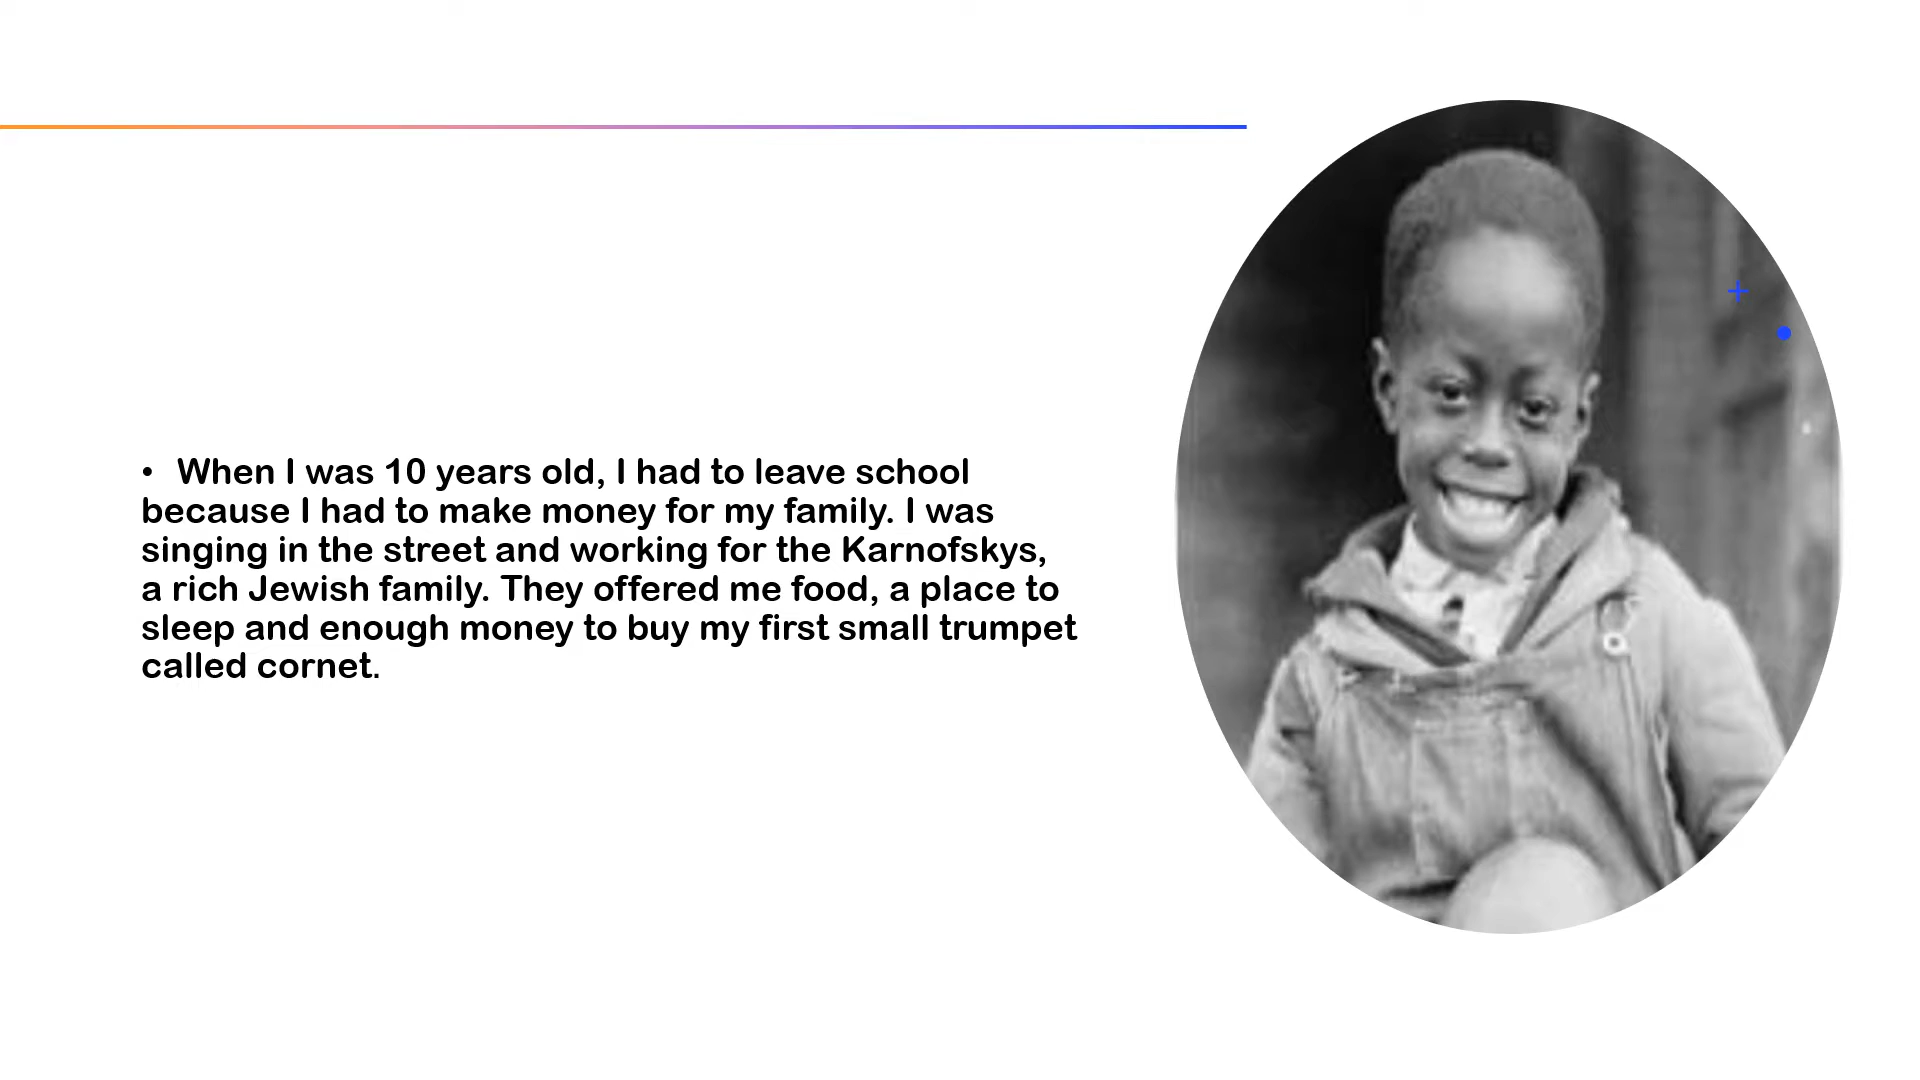 • When I was 10 years old, I had to leave school
because I had to make money for my family. I was
singing in the street and working for the Karnofskys,
a rich Jewish family. They offered me food, a place to
sleep and enough money to buy my first small trumpet
called cornet.